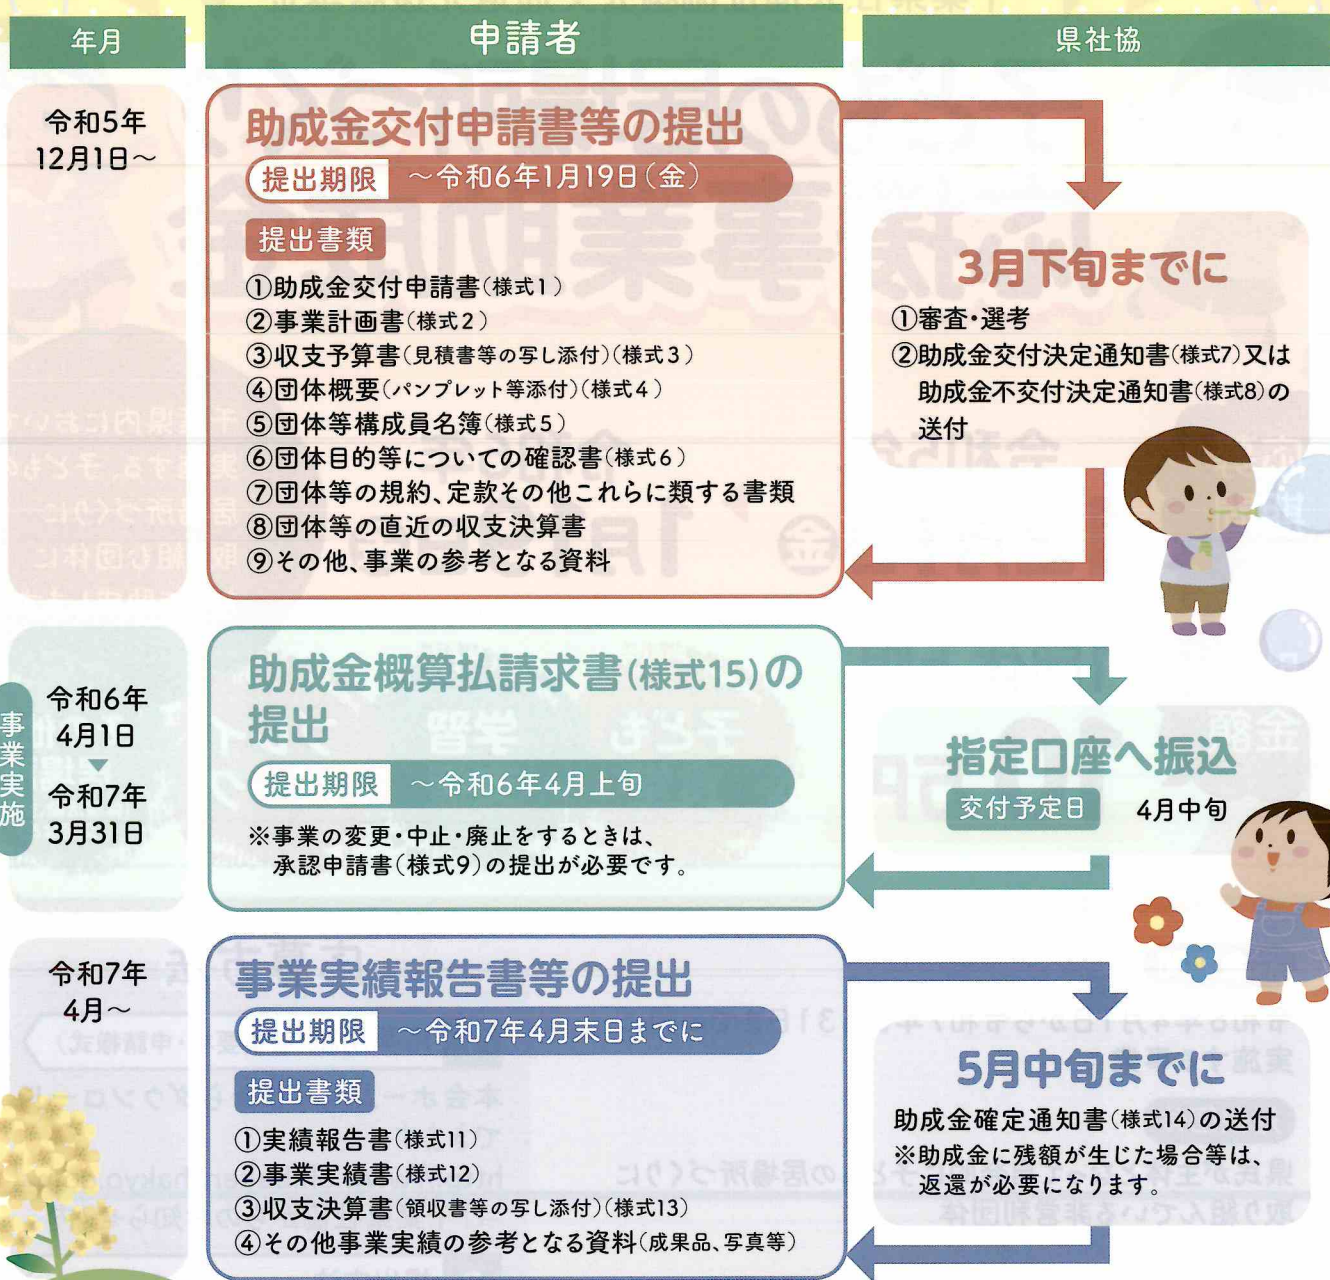 年月
申請者
県社協
令和5年
12月1日～
助成金交付申請書等の提出
提出期限 ～令和6年1月19日（金）
提出書類
①助成金交付申請書（様式1）
②事業計画書（様式2）
③収支予算書（見積書等の写し添付）（様式3）
④団体概要（パンフレット等添付）（様式4）
⑤団体等構成員名簿（様式5）
⑥団体目的等についての確認書（様式6）
⑦団体等の規約、定款その他これらに類する書類
⑧団体等の直近の収支決算書
⑨その他、事業の参考となる資料
3月下旬までに
①審査・選考
②助成金交付決定通知書（様式7）又は
助成金不交付決定通知書（様式8）の
送付
事業実施
令和6年
4月1日
▼
令和7年
3月31日
助成金概算払請求書（様式15）の
提出
提出期限 ～令和6年4月上旬
※事業の変更・中止・廃止をするときは、
承認申請書（様式9）の提出が必要です。
指定口座へ振込
交付予定日 4月中旬
令和7年
4月～
事業実績報告書等の提出
提出期限 ～令和7年4月末日までに
提出書類
①実績報告書（様式11）
②事業実績書（様式12）
③収支決算書（領収書等の写し添付）（様式13）
④その他事業実績の参考となる資料（成果品、写真等）
5月中旬までに
助成金確定通知書（様式14）の送付
※助成金に残額が生じた場合等は、
返還が必要になります。